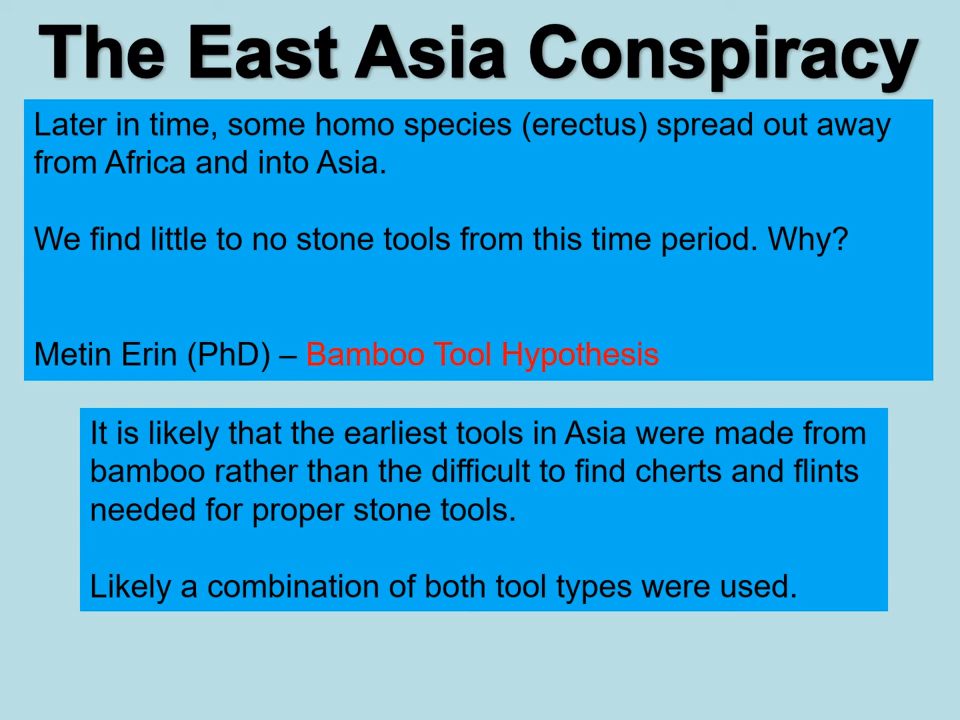 The East Asia Conspiracy
Later in time, some homo species (erectus) spread out away
from Africa and into Asia.
We find little to no stone tools from this time period. Why?
Metin Erin (PhD) – Bamboo Tool Hypothesis
It is likely that the earliest tools in Asia were made from
bamboo rather than the difficult to find cherts and flints
needed for proper stone tools.
Likely a combination of both tool types were used.